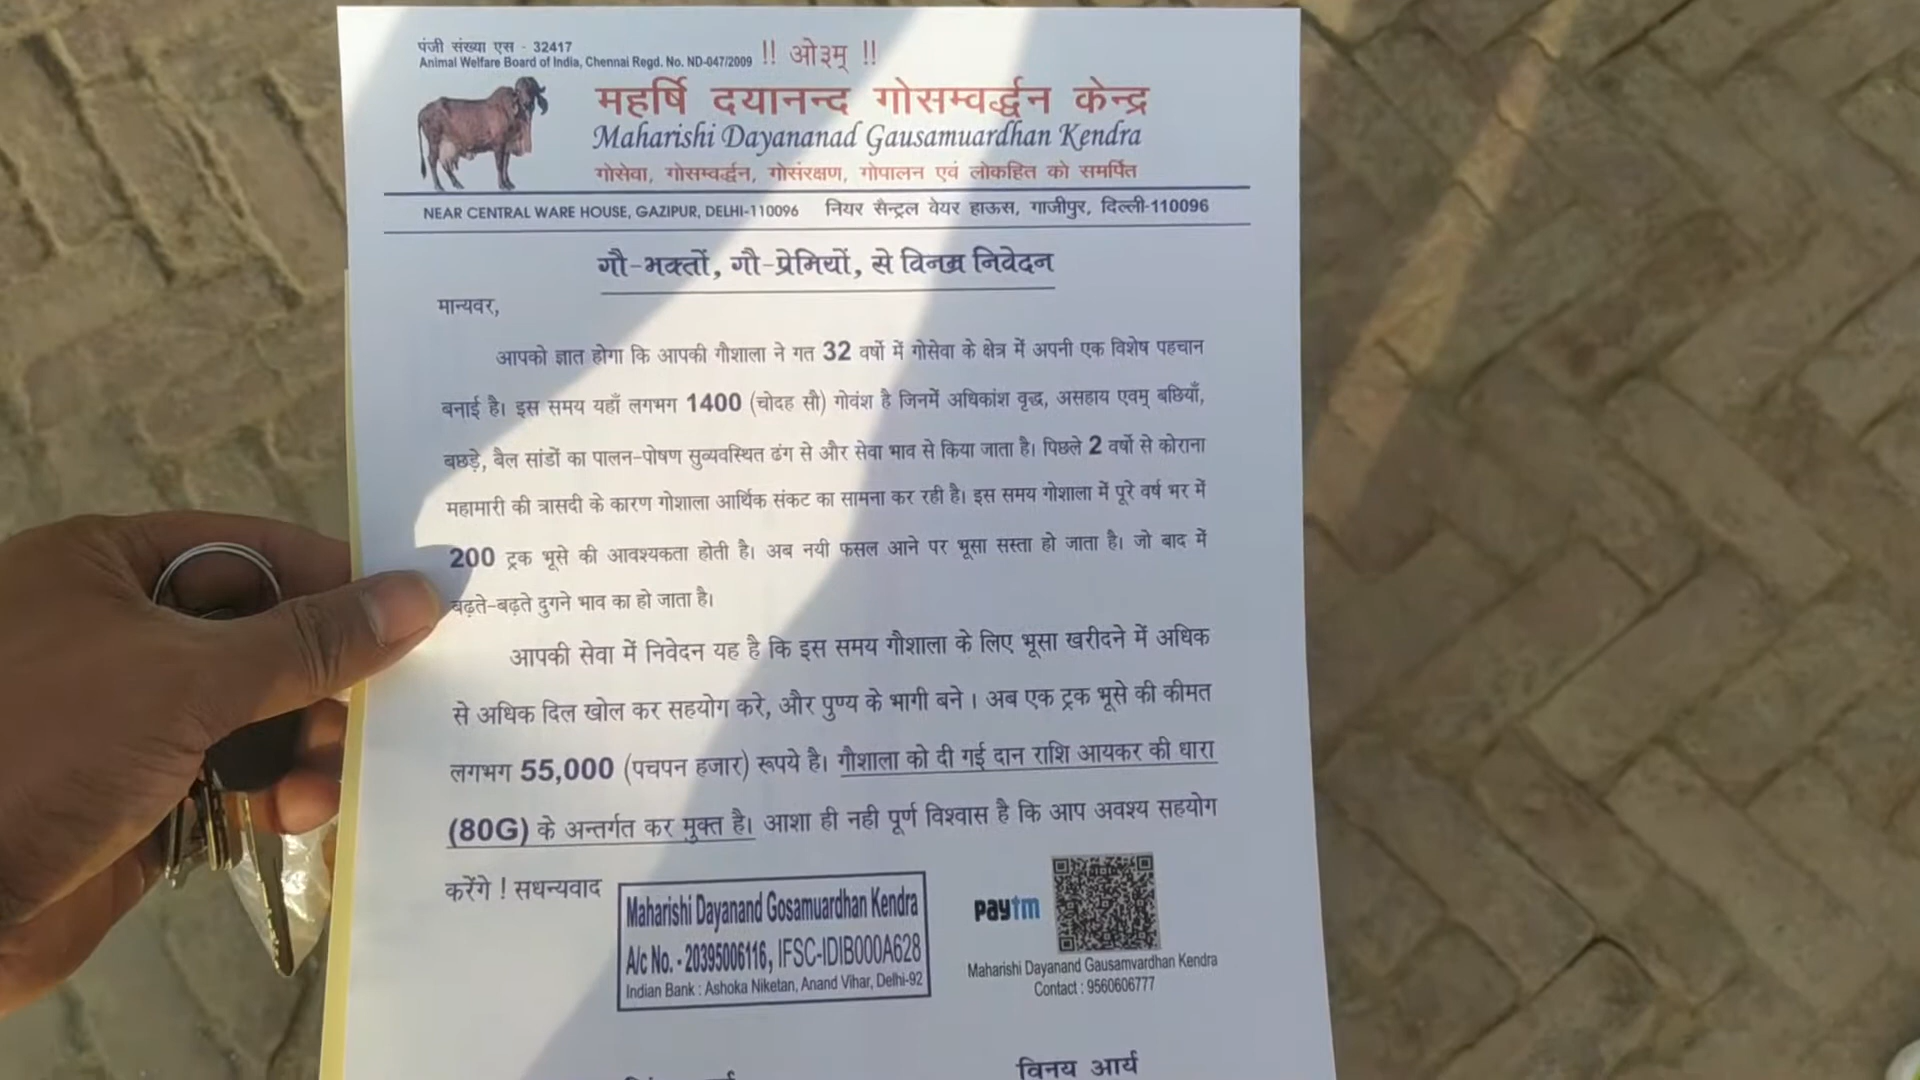 पंजी संख्या एस - 32417
Animal Welfare Board of India, Chennai Regd. No. ND-047/2009
!! ओ३म् !!
महर्षि दयानन्द गोसम्वर्द्धन केन्द्र
Maharishi Dayananad Gausamuardhan Kendra
गोसेवा, गोसम्वर्द्धन, गोसंरक्षण, गोपालन एवं लोकहित को समर्पित
NEAR CENTRAL WARE HOUSE, GAZIPUR, DELHI-110096 नियर सैन्ट्रल वेयर हाऊस, गाजीपुर, दिल्ली-110096
गौ-भक्तों, गौ-प्रेमियों, से विनम्र निवेदन
मान्यवर,
आपको ज्ञात होगा कि आपकी गौशाला ने गत 32 वर्षो में गोसेवा के क्षेत्र में अपनी एक विशेष पहचान
बनाई है। इस समय यहाँ लगभग 1400 (चोदह सौ) गोवंश है जिनमें अधिकांश वृद्ध, असहाय एवम् बछियाँ,
बछड़े, बैल सांडों का पालन-पोषण सुव्यवस्थित ढंग से और सेवा भाव से किया जाता है। पिछले 2 वर्षो से कोराना
महामारी की त्रासदी के कारण गोशाला आर्थिक संकट का सामना कर रही है। इस समय गोशाला में पूरे वर्ष भर में
200 ट्रक भूसे की आवश्यकता होती है। अब नयी फसल आने पर भूसा सस्ता हो जाता है। जो बाद में
बढ़ते-बढ़ते दुगने भाव का हो जाता है।
आपकी सेवा में निवेदन यह है कि इस समय गौशाला के लिए भूसा खरीदने में अधिक
से अधिक दिल खोल कर सहयोग करे, और पुण्य के भागी बने । अब एक ट्रक भूसे की कीमत
लगभग 55,000 (पचपन हजार) रूपये है। गौशाला को दी गई दान राशि आयकर की धारा
(80G) के अन्तर्गत कर मुक्त है। आशा ही नही पूर्ण विश्वास है कि आप अवश्य सहयोग
करेंगे ! सधन्यवाद
Maharishi Dayanand Gosamuardhan Kendra
A/c No. - 20395006116, IFSC-IDIB000A628
Indian Bank : Ashoka Niketan, Anand Vihar, Delhi-92
paytm
Maharishi Dayanand Gausamvardhan Kendra
Contact : 9560606777
विनय आर्य